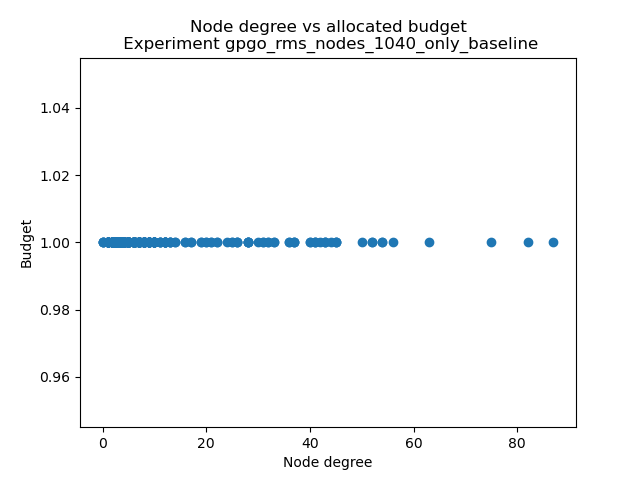 Node degree vs allocated budget
Experiment gpgo_rms_nodes_1040_only_baseline
1.04
1.02
1.00
0.98
0.96
Budget
0
20
40
60
80
Node degree